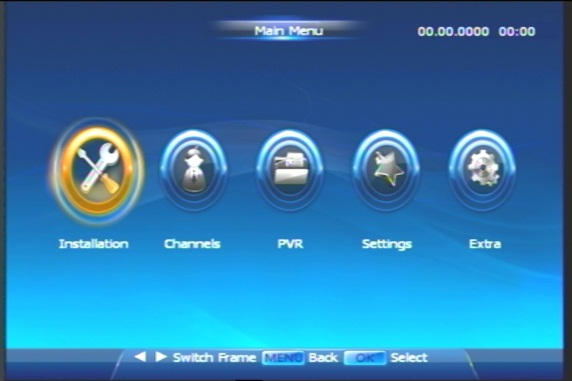 Main Menu
00.00.0000 00:00
Installation Channels PVR Settings Extra
Switch Frame MENU Back OK Select